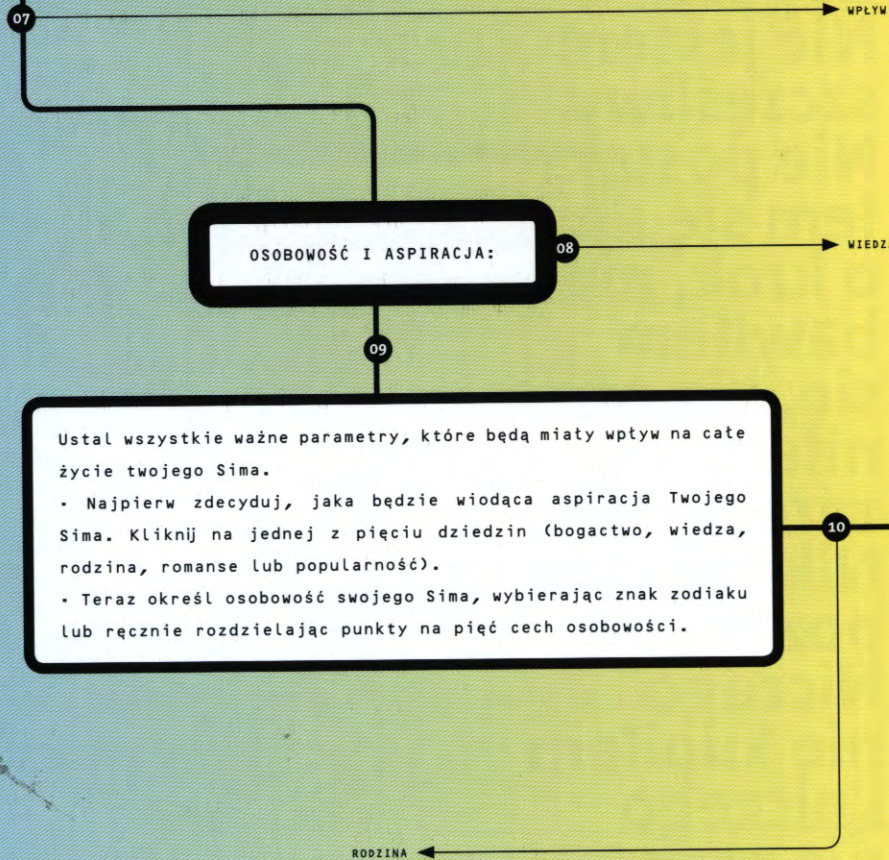 07
WPŁYW
OSOBOWOŚĆ I ASPIRACJA:
08
WIEDZ
09
Ustal wszystkie ważne parametry, które będą miały wpływ na całe
życie twojego Sima.
· Najpierw zdecyduj, jaka będzie wiodąca aspiracja Twojego
Sima. Kliknij na jednej z pięciu dziedzin (bogactwo, wiedza,
rodzina, romanse lub popularność).
· Teraz określ osobowość swojego Sima, wybierając znak zodiaku
lub ręcznie rozdzielając punkty na pięć cech osobowości.
10
RODZINA